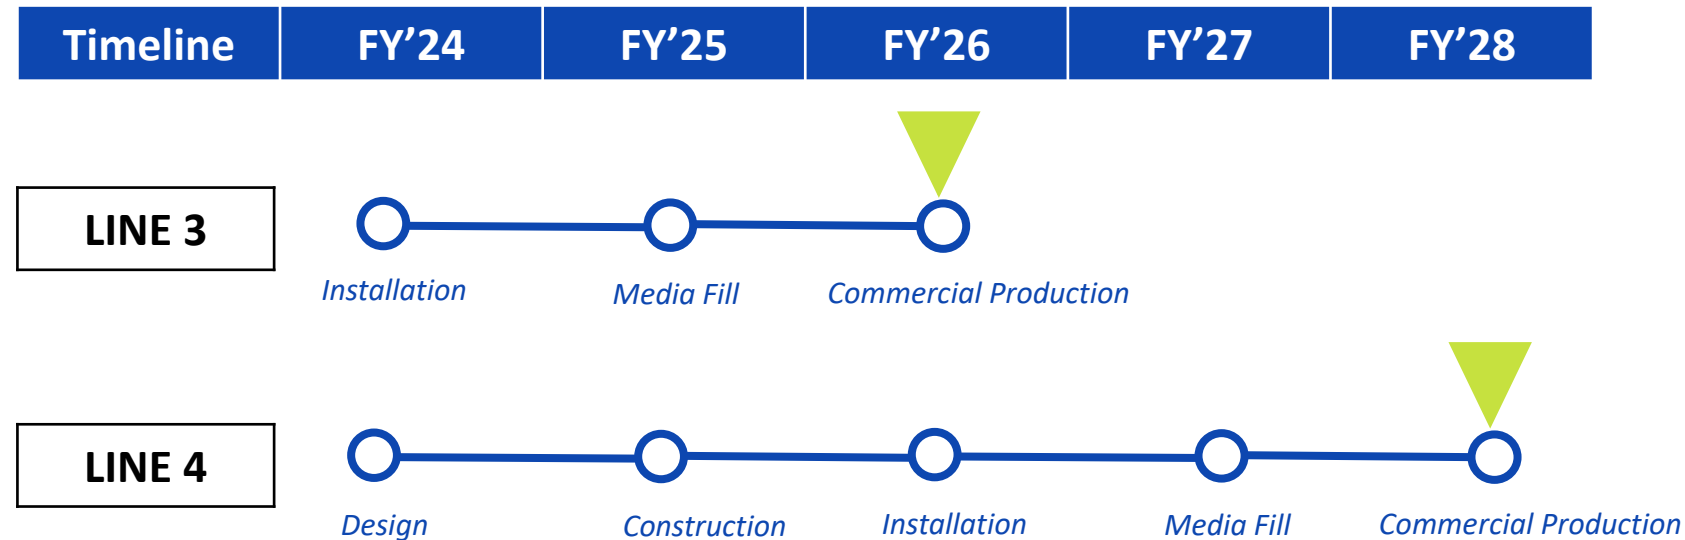 Timeline FY’24 FY’25 FY’26 FY’27 FY’28
LINE 3
Installation Media Fill Commercial Production
LINE 4
Design Construction Installation Media Fill Commercial Production